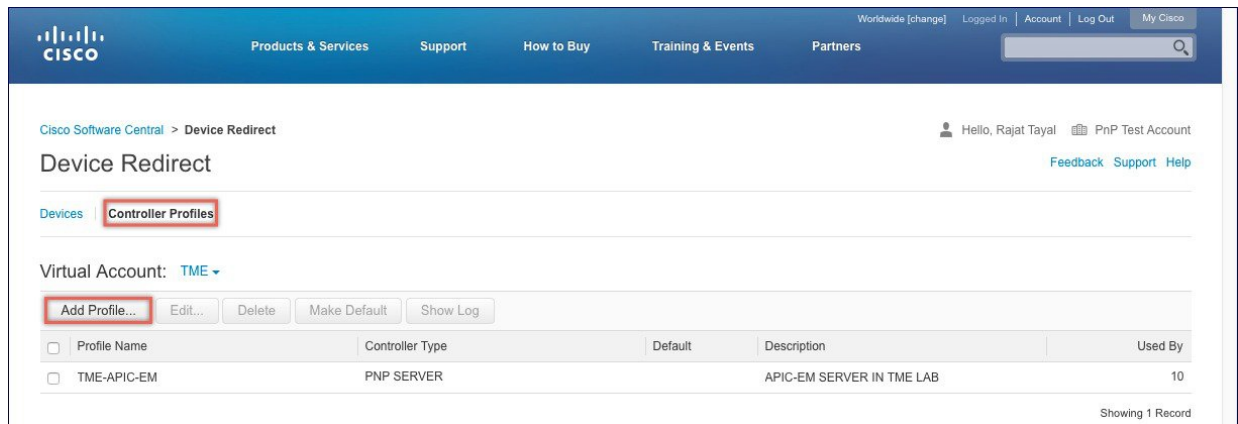 Worldwide [change] Logged In | Account | Log Out My Cisco
CISCO Products & Services Support How to Buy Training & Events Partners
Cisco Software Central > Device Redirect Hello, Rajat Tayal PnP Test Account
Device Redirect Feedback Support Help
Devices Controller Profiles
Virtual Account: TME
Add Profile... Edit... Delete Make Default Show Log
Profile Name Controller Type Default Description Used By
TME-APIC-EM PNP SERVER APIC-EM SERVER IN TME LAB 10
Showing 1 Record